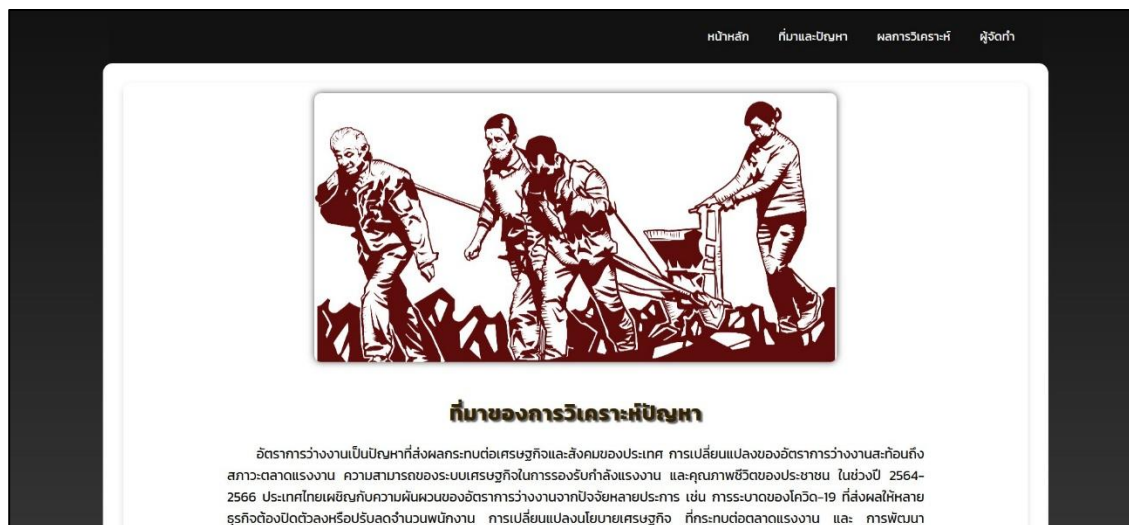 หน้าหลัก ที่มาและปัญหา ผลการวิเคราะห์ ผู้จัดทำ
ที่มาของการวิเคราะห์ปัญหา
อัตราการว่างงานเป็นปัญหาที่ส่งผลกระทบต่อเศรษฐกิจและสังคมของประเทศ การเปลี่ยนแปลงของอัตราการว่างงานสะท้อนถึง
สภาวะตลาดแรงงาน ความสามารถของระบบเศรษฐกิจในการรองรับกำลังแรงงาน และคุณภาพชีวิตของประชาชน ในช่วงปี 2564-
2566 ประเทศไทยเผชิญกับความผันผวนของอัตราการว่างงานจากปัจจัยหลายประการ เช่น การระบาดของโควิด-19 ที่ส่งผลให้หลาย
ธุรกิจต้องปิดตัวลงหรือปรับลดจำนวนพนักงาน การเปลี่ยนแปลงนโยบายเศรษฐกิจ ที่กระทบต่อตลาดแรงงาน และ การพัฒนา